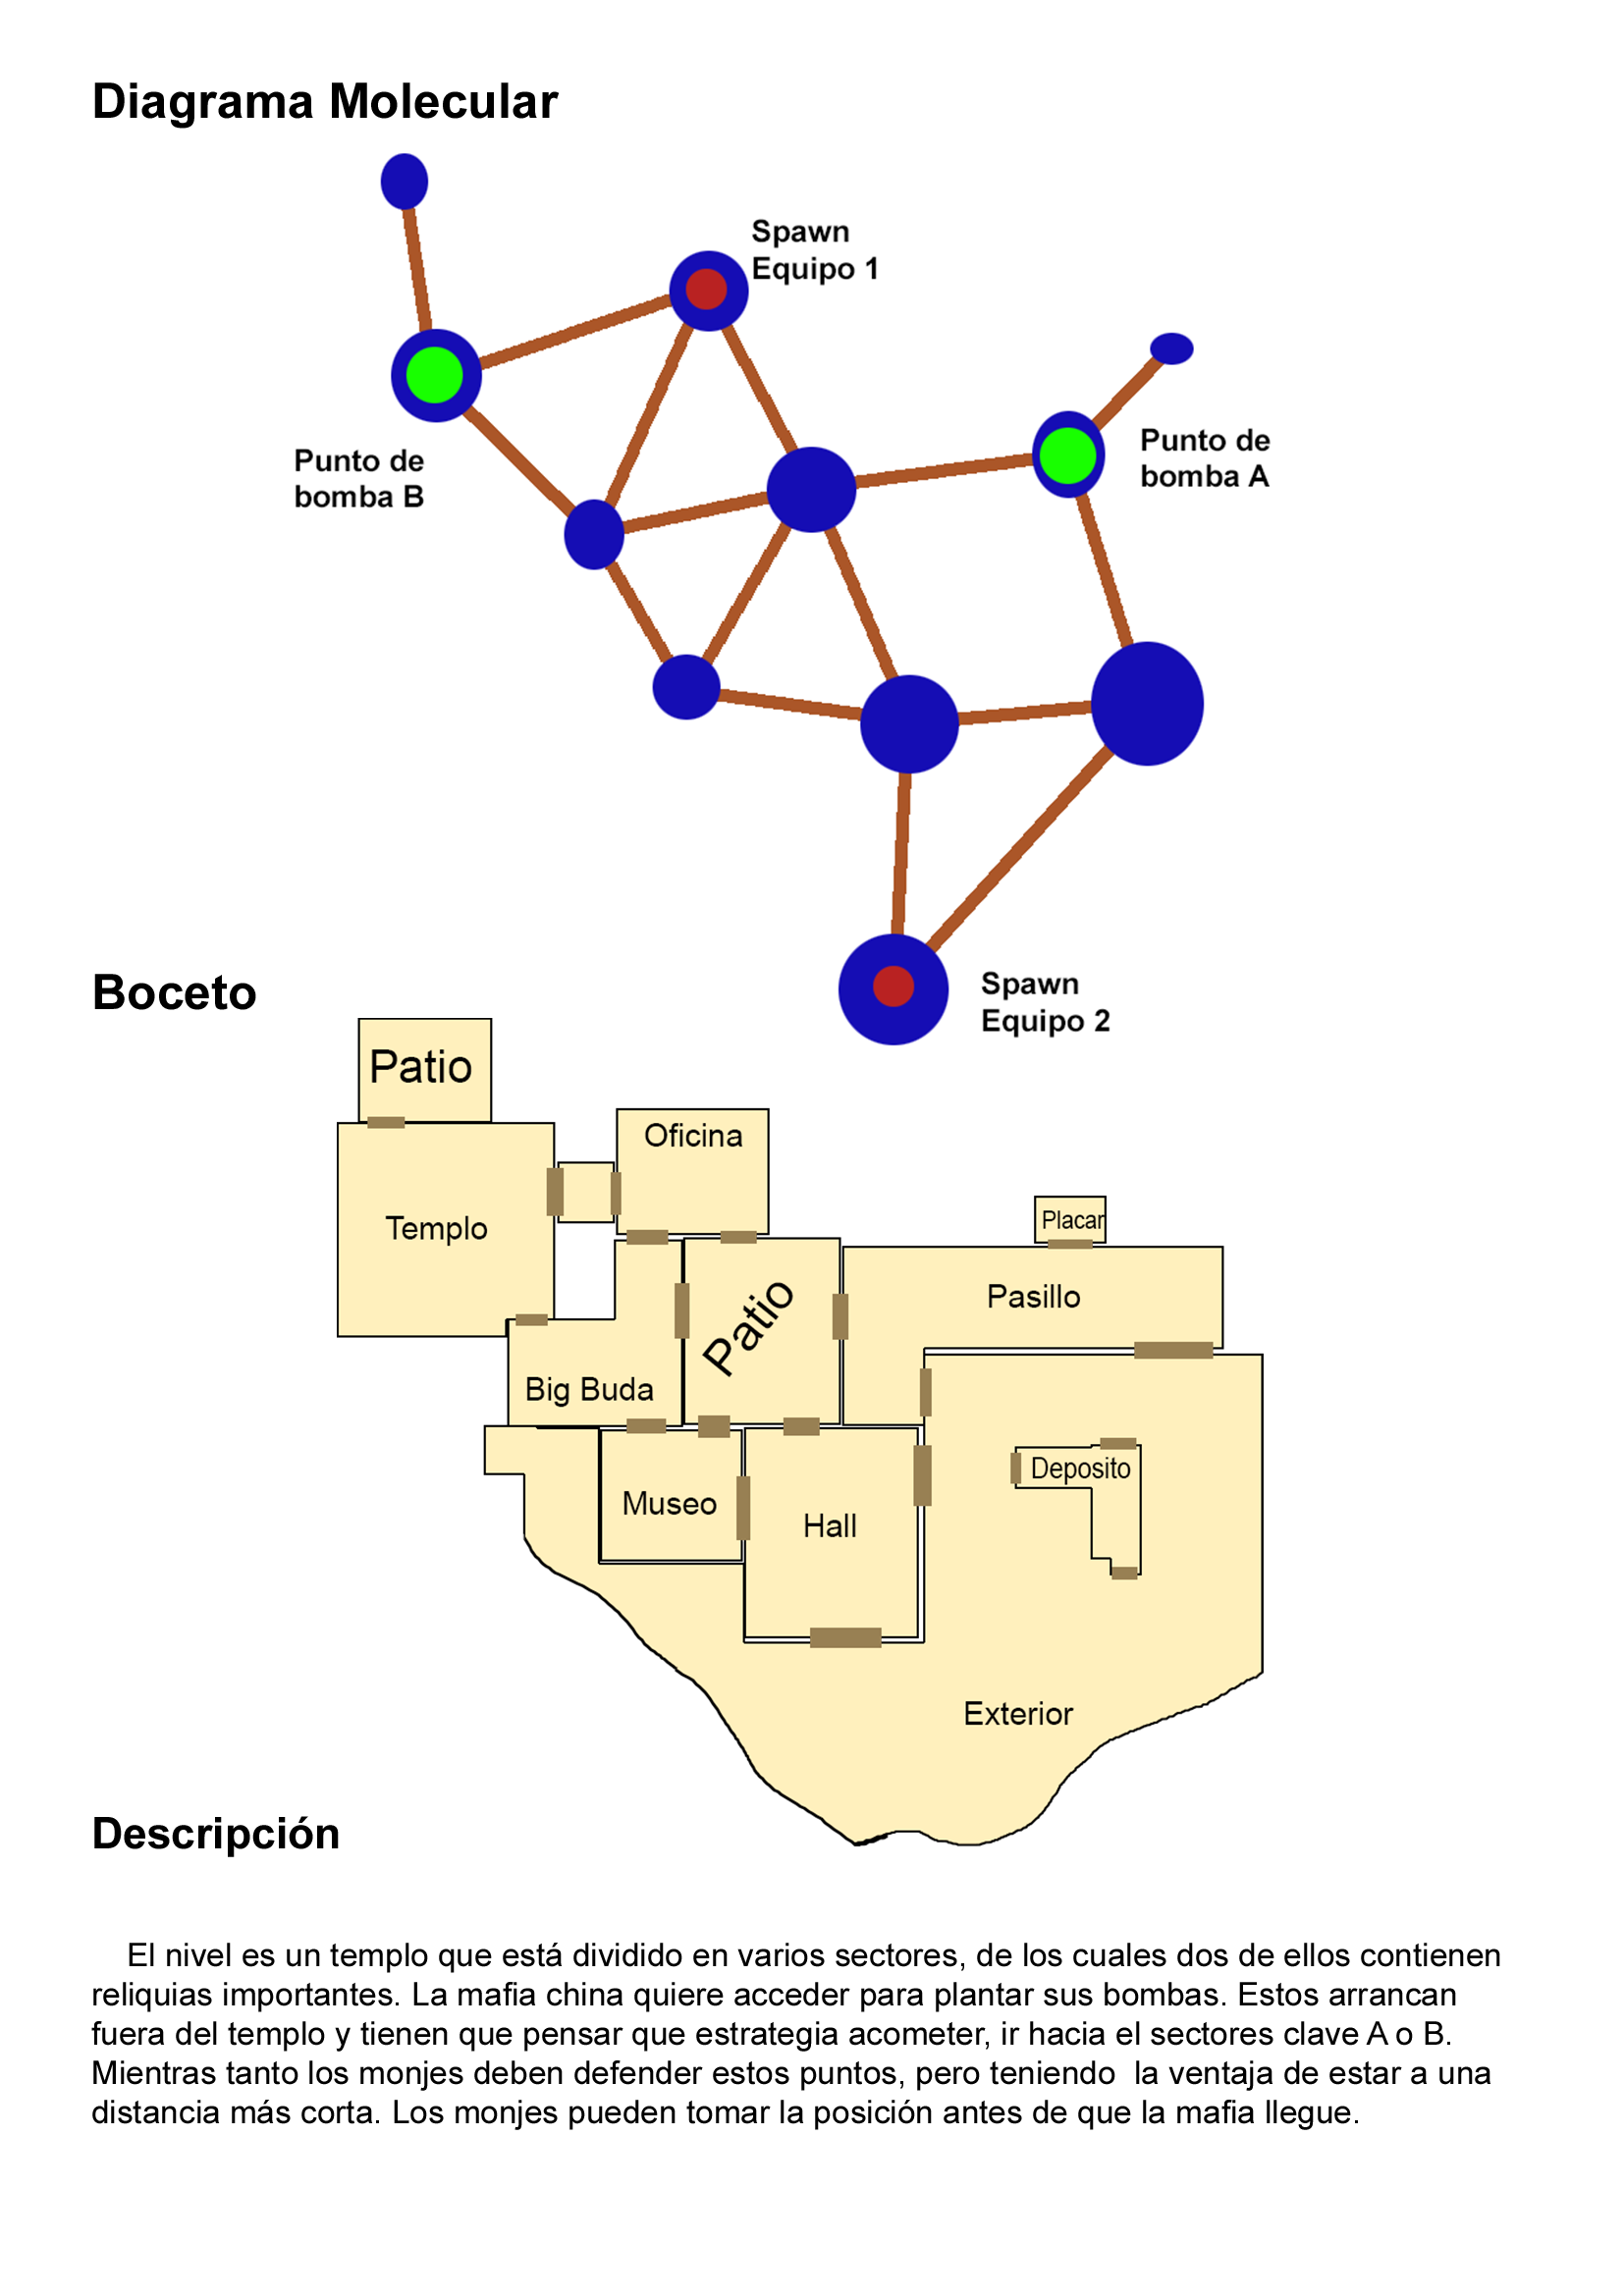 Diagrama Molecular
Spawn
Equipo 1
Punto de
bomba A
Punto de
bomba B
Spawn
Equipo 2
Boceto
Patio
Oficina
Templo
Placar
Pasillo
Patio
Big Buda
Deposito
Museo
Hall
Exterior
Descripción
El nivel es un templo que está dividido en varios sectores, de los cuales dos de ellos contienen
reliquias importantes. La mafia china quiere acceder para plantar sus bombas. Estos arrancan
fuera del templo y tienen que pensar que estrategia acometer, ir hacia el sectores clave A o B.
Mientras tanto los monjes deben defender estos puntos, pero teniendo  la ventaja de estar a una
distancia más corta. Los monjes pueden tomar la posición antes de que la mafia llegue.